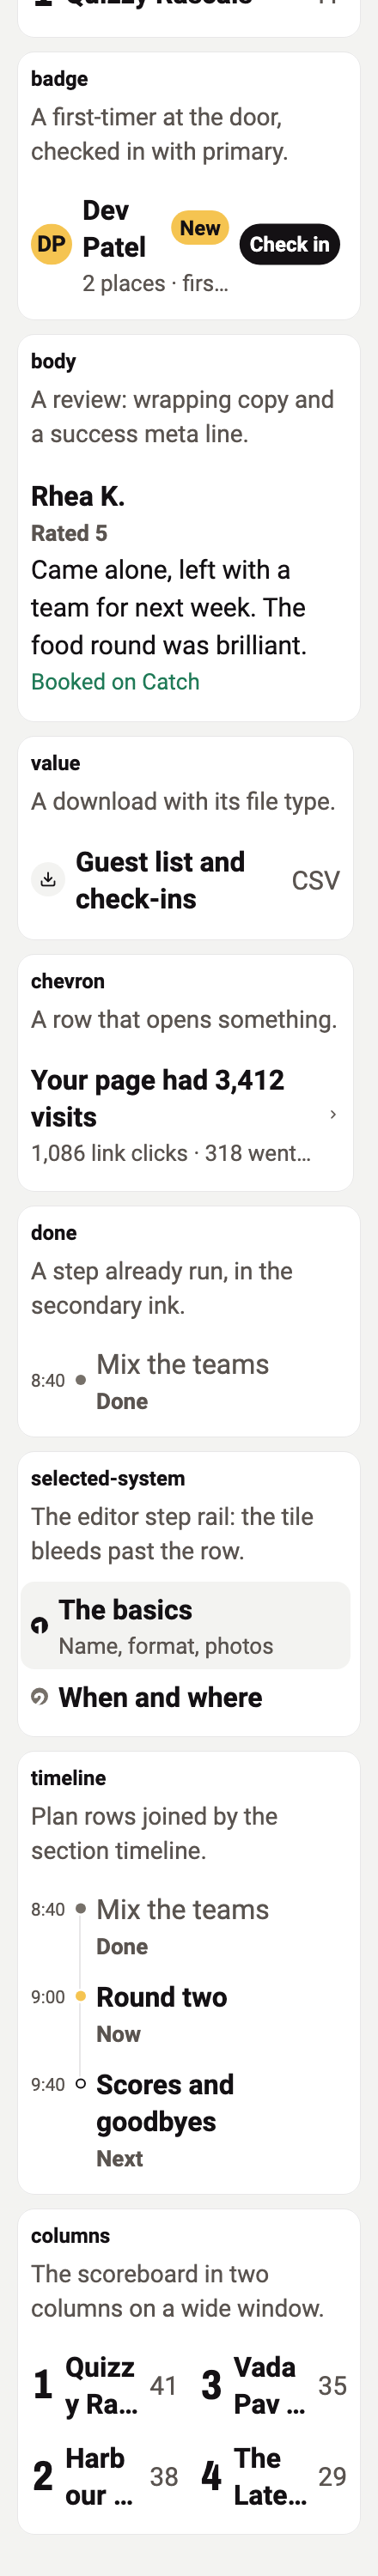 badge
A first-timer at the door,
checked in with primary.
DP
Dev
Patel
New
2 places · firs...
Check in
body
A review: wrapping copy and
a success meta line.
Rhea K.
Rated 5
Came alone, left with a
team for next week. The
food round was brilliant.
Booked on Catch
value
A download with its file type.
Guest list and
check-ins
CSV
chevron
A row that opens something.
Your page had 3,412
visits
1,086 link clicks · 318 went...
done
A step already run, in the
secondary ink.
8:40
Mix the teams
Done
selected-system
The editor step rail: the tile
bleeds past the row.
1
The basics
Name, format, photos
2
When and where
timeline
Plan rows joined by the
section timeline.
8:40
Mix the teams
Done
9:00
Round two
Now
9:40
Scores and
goodbyes
Next
columns
The scoreboard in two
columns on a wide window.
1
Quizz
y Ra...
41
3
Vada
Pav ...
35
2
Harb
our ...
38
4
The
Late...
29